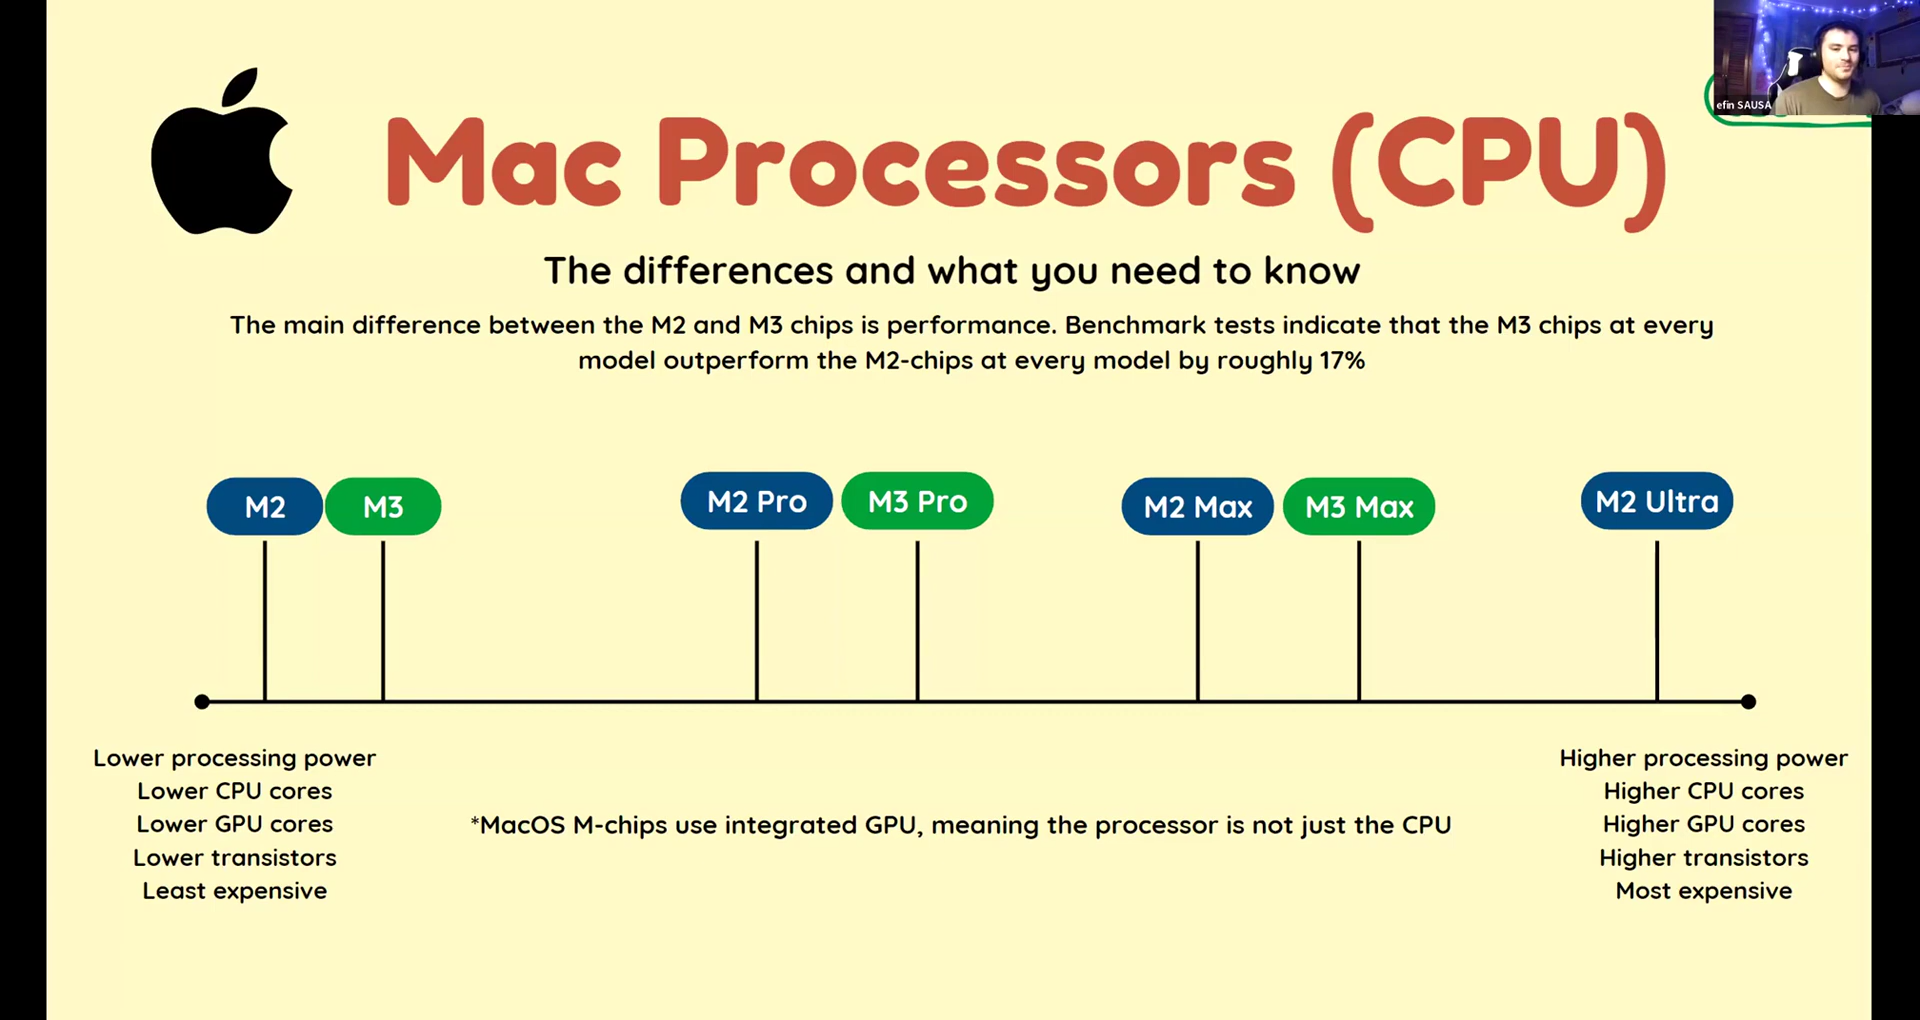 efin SAUSA
Mac Processors (CPU)
The differences and what you need to know
The main difference between the M2 and M3 chips is performance. Benchmark tests indicate that the M3 chips at every
model outperform the M2-chips at every model by roughly 17%
M2
M3
M2 Pro
M3 Pro
M2 Max
M3 Max
M2 Ultra
Lower processing power
Lower CPU cores
Lower GPU cores
Lower transistors
Least expensive
*MacOS M-chips use integrated GPU, meaning the processor is not just the CPU
Higher processing power
Higher CPU cores
Higher GPU cores
Higher transistors
Most expensive